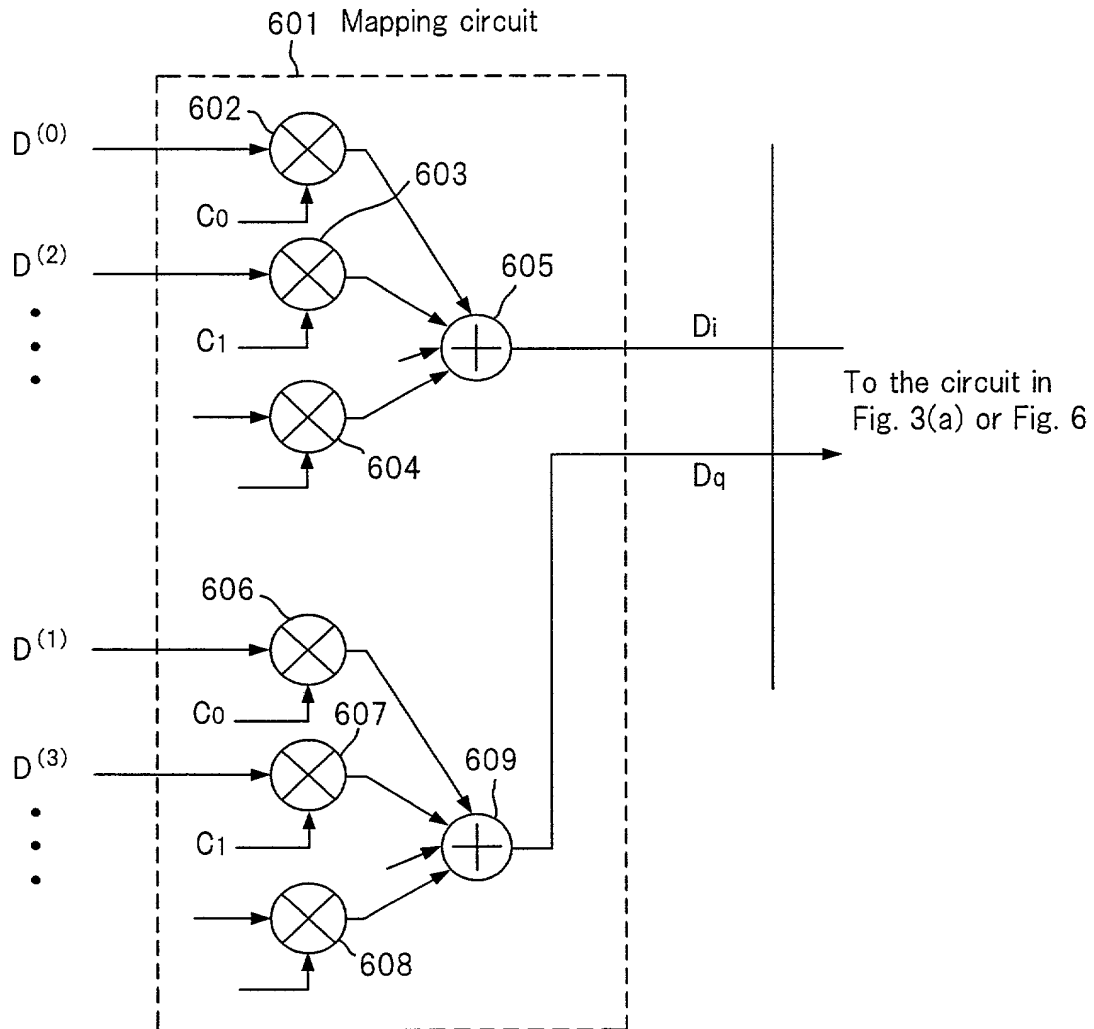 601 Mapping circuit
602
D(0)
603
C0
D(2)
605
C1
Di
To the circuit in
Fig. 3(a) or Fig. 6
604
Dq
606
D(1)
C0
607
D(3)
609
C1
608